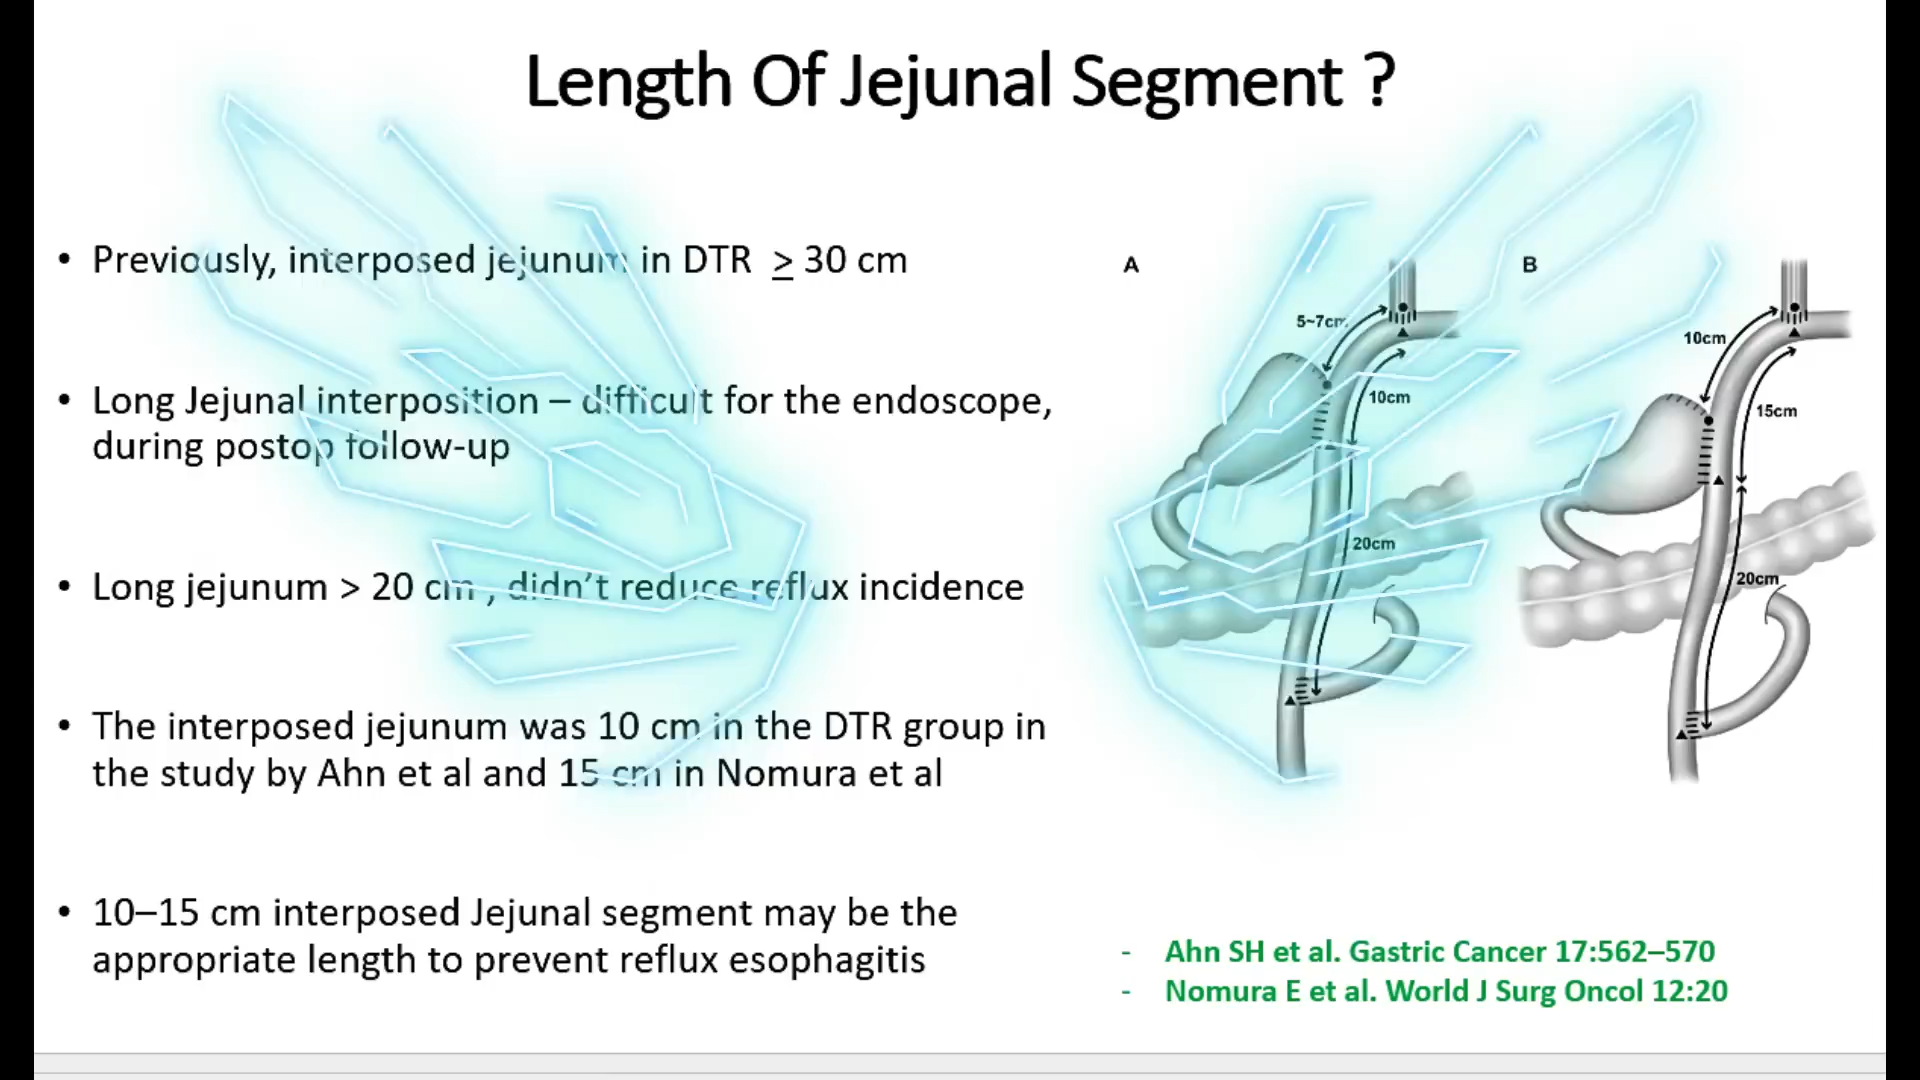 Length Of Jejunal Segment ?
• Previously, interposed jejunum in DTR ≥ 30 cm
• Long Jejunal interposition – difficult for the endoscope,
during postop follow-up
• Long jejunum > 20 cm , didn't reduce reflux incidence
• The interposed jejunum was 10 cm in the DTR group in
the study by Ahn et al and 15 cm in Nomura et al
• 10–15 cm interposed Jejunal segment may be the
appropriate length to prevent reflux esophagitis
A
5~7cm
10cm
20cm
B
10cm
15cm
20cm
- Ahn SH et al. Gastric Cancer 17:562–570
- Nomura E et al. World J Surg Oncol 12:20